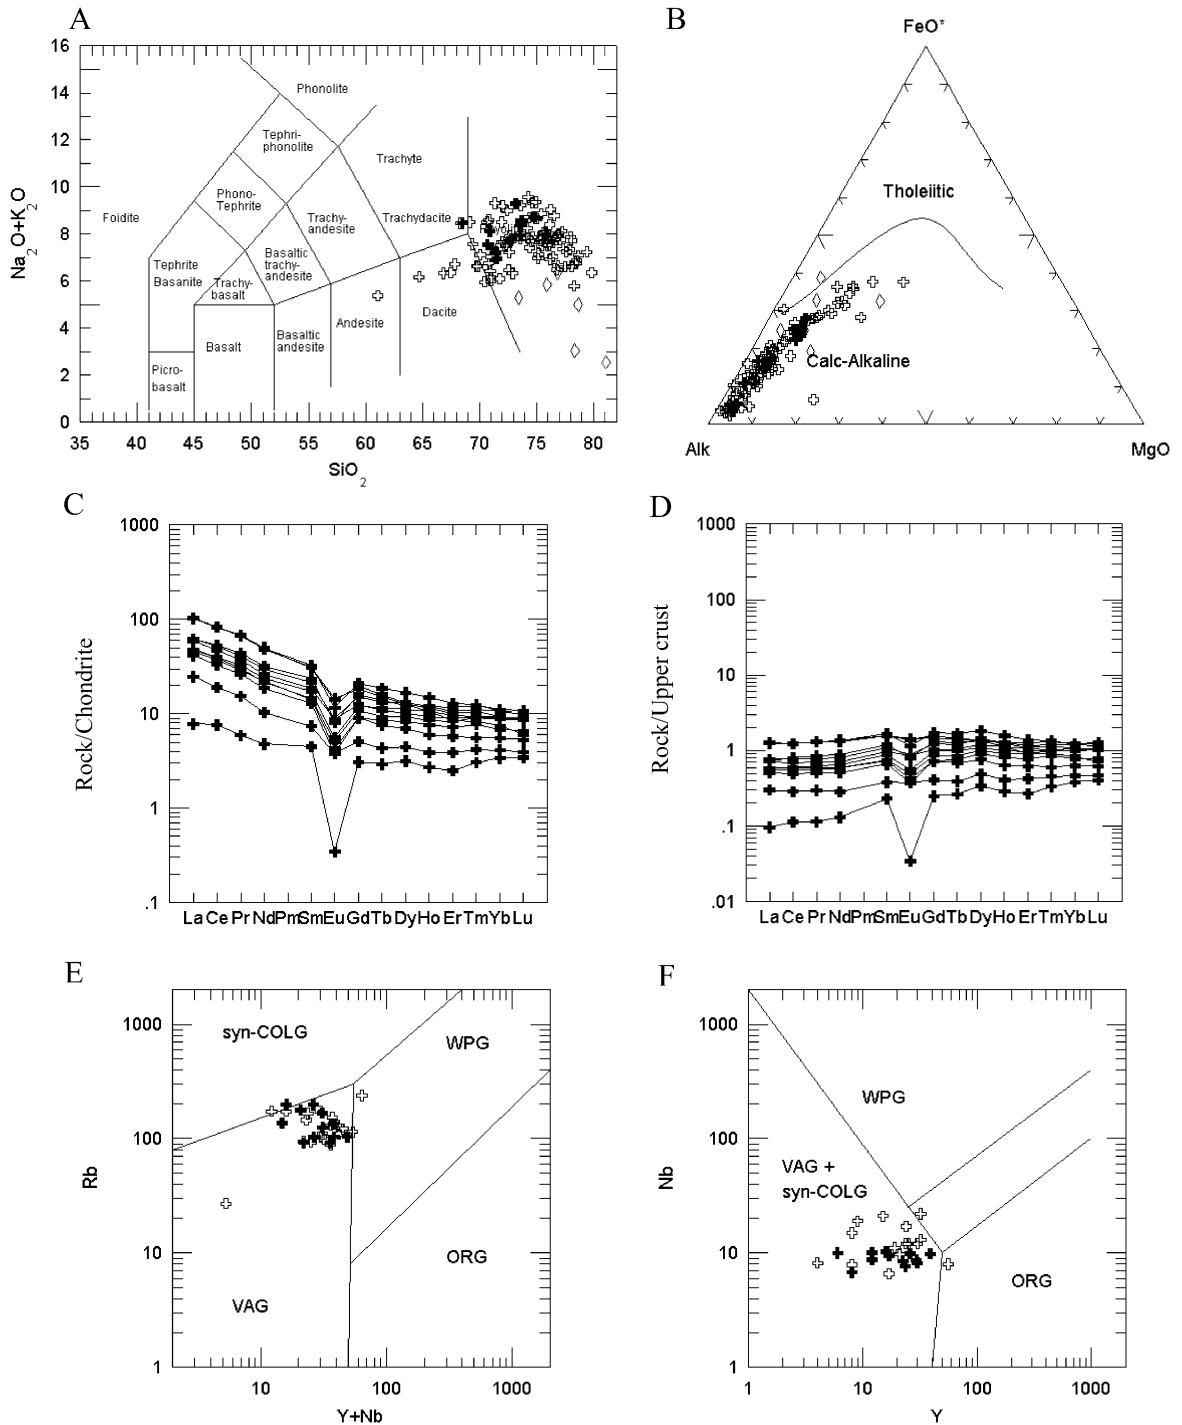 A
16
14
12
10
8
6
4
2
0
Na2O+K2O
35 40 45 50 55 60 65 70 75 80
SiO2
Phonolite
Tephri-
phonolite
Trachyte
Phono-
Tephrite
Foidite
Trachy-
andesite
Trachydacite
Tephrite
Basanite
Basaltic
trachy-
andesite
Trachy-
basalt
Andesite
Dacite
Basaltic
andesite
Basalt
Picro-
basalt
B
FeO*
Tholeiitic
Calc-Alkaline
Alk
MgO
C
1000
100
10
1
.1
Rock/Chondrite
La Ce Pr Nd Pm Sm Eu Gd Tb Dy Ho Er Tm Yb Lu
D
1000
100
10
1
.1
.01
Rock/Upper crust
La Ce Pr Nd Pm Sm Eu Gd Tb Dy Ho Er Tm Yb Lu
E
1000
100
10
1
Rb
syn-COLG
WPG
VAG
ORG
10 100 1000
Y+Nb
F
1000
100
10
1
Nb
WPG
VAG +
syn-COLG
ORG
1 10 100 1000
Y